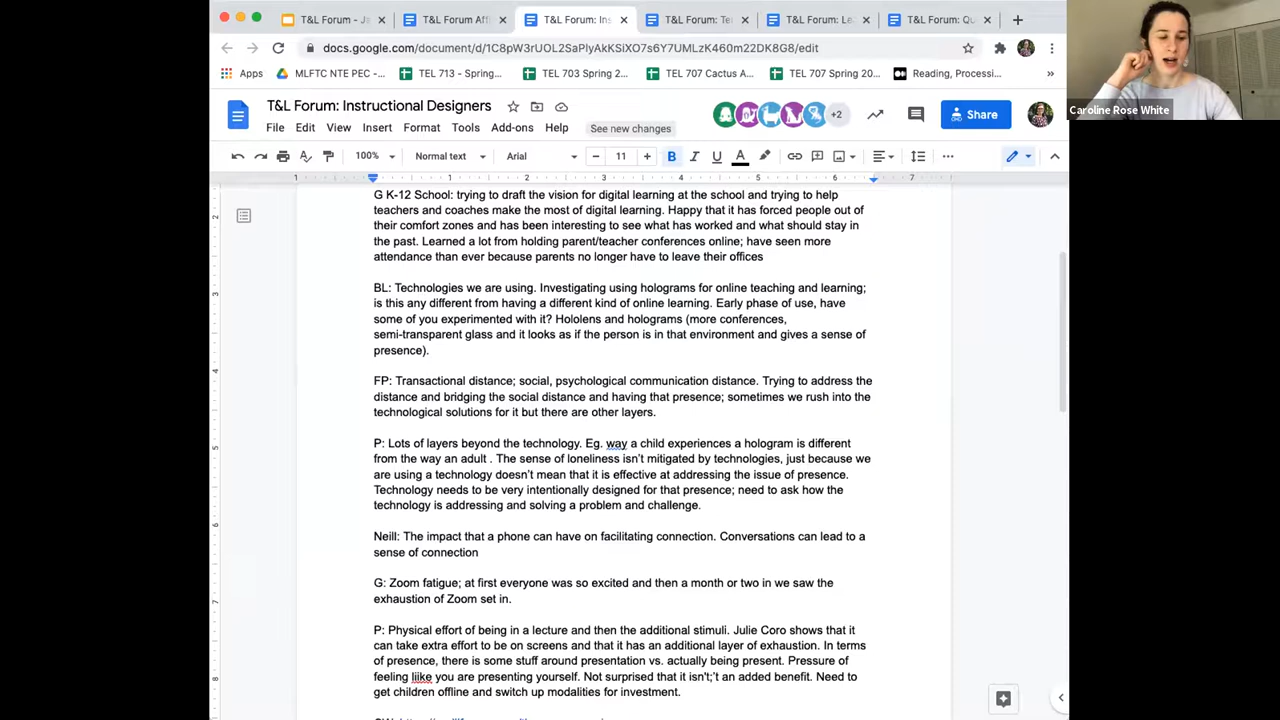 T&L Forum - Ja
T&L Forum Aff
T&L Forum: Ins
T&L Forum: Te
T&L Forum: Le
T&L Forum: Qu
docs.google.com/document/d/1C8pW3rUOL2SaPlyAkKSiXO7s6Y7UMLzK460m22DK8G8/edit
Apps
MLFTC NTE PEC -...
TEL 713 - Spring...
TEL 703 Spring 2...
TEL 707 Cactus A...
TEL 707 Spring 20...
Reading, Processi...
»
Caroline Rose White
T&L Forum: Instructional Designers
+2
Share
File Edit View Insert Format Tools Add-ons Help See new changes
100% Normal text Arial 11 B I U A
1 1 2 3 4 5 6 7
G K-12 School: trying to draft the vision for digital learning at the school and trying to help
teachers and coaches make the most of digital learning. Happy that it has forced people out of
their comfort zones and has been interesting to see what has worked and what should stay in
the past. Learned a lot from holding parent/teacher conferences online; have seen more
attendance than ever because parents no longer have to leave their offices
BL: Technologies we are using. Investigating using holograms for online teaching and learning;
is this any different from having a different kind of online learning. Early phase of use, have
some of you experimented with it? Hololens and holograms (more conferences,
semi-transparent glass and it looks as if the person is in that environment and gives a sense of
presence).
FP: Transactional distance; social, psychological communication distance. Trying to address the
distance and bridging the social distance and having that presence; sometimes we rush into the
technological solutions for it but there are other layers.
P: Lots of layers beyond the technology. Eg. way a child experiences a hologram is different
from the way an adult . The sense of loneliness isn't mitigated by technologies, just because we
are using a technology doesn't mean that it is effective at addressing the issue of presence.
Technology needs to be very intentionally designed for that presence; need to ask how the
technology is addressing and solving a problem and challenge.
Neill: The impact that a phone can have on facilitating connection. Conversations can lead to a
sense of connection
G: Zoom fatigue; at first everyone was so excited and then a month or two in we saw the
exhaustion of Zoom set in.
P: Physical effort of being in a lecture and then the additional stimuli. Julie Coro shows that it
can take extra effort to be on screens and that it has an additional layer of exhaustion. In terms
of presence, there is some stuff around presentation vs. actually being present. Pressure of
feeling liike you are presenting yourself. Not surprised that it isn't;'t an added benefit. Need to
get children offline and switch up modalities for investment.
2
3
4
5
6
7
8